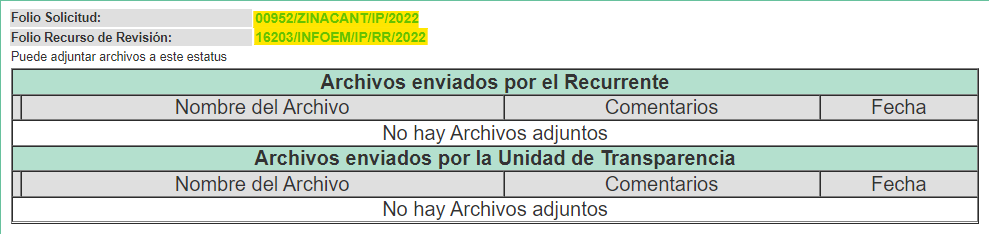 Folio Solicitud: 00952/ZINACANT/IP/2022
Folio Recurso de Revisión: 16203/INFOEM/IP/RR/2022
Puede adjuntar archivos a este estatus
Archivos enviados por el Recurrente
Nombre del Archivo Comentarios Fecha
No hay Archivos adjuntos
Archivos enviados por la Unidad de Transparencia
Nombre del Archivo Comentarios Fecha
No hay Archivos adjuntos